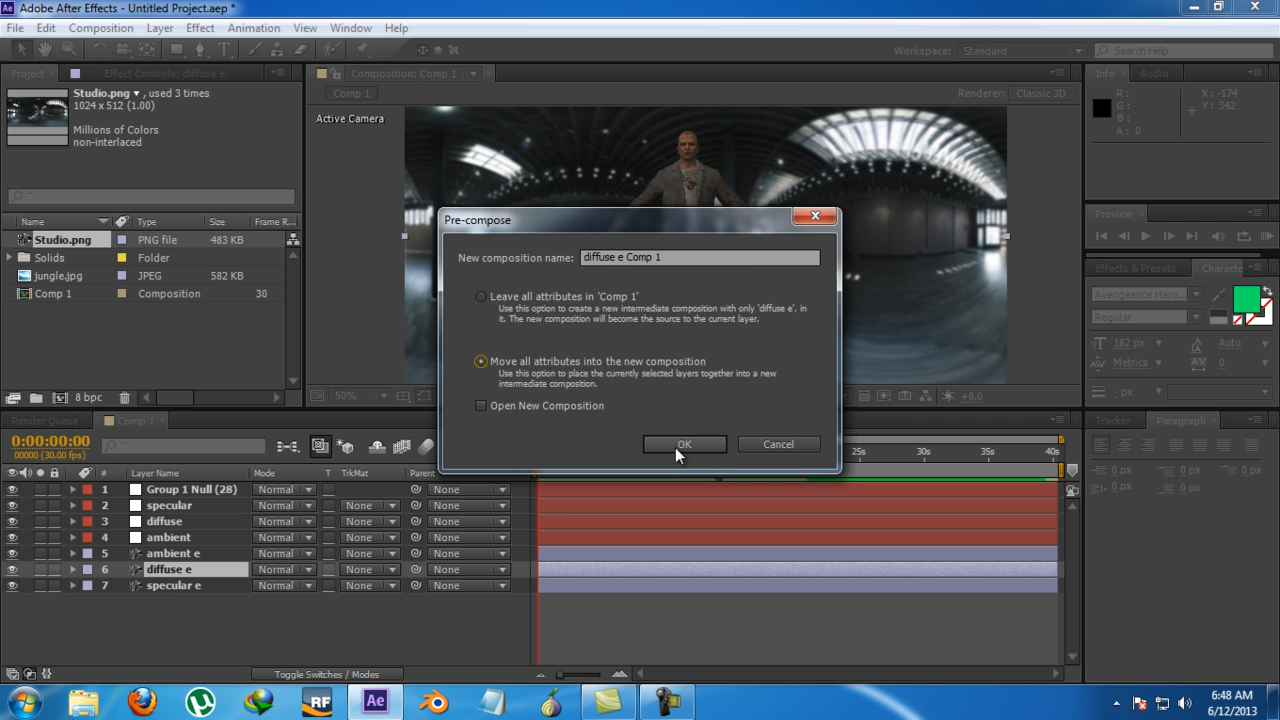 Adobe After Effects - Untitled Project.aep *
File Edit Composition Layer Effect Animation View Window Help
Workspace: Standard Search Help
Project Effect Controls: diffuse e Composition: Comp 1 Info Audio
Studio.png ▾ , used 3 times
1024 x 512 (1.00)
Millions of Colors
non-interlaced
Comp 1 Renderer: Classic 3D
Active Camera
R : X : -174
G : Y : 342
B :
A : 0
Name Type Size Frame R...
Studio.png PNG file 483 KB
Solids Folder
jungle.jpg JPEG 582 KB
Comp 1 Composition 30
8 bpc
Pre-compose
New composition name: diffuse e Comp 1
Leave all attributes in 'Comp 1'
Use this option to create a new intermediate composition with only 'diffuse e', in
it. The new composition will become the source to the current layer.
Move all attributes into the new composition
Use this option to place the currently selected layers together into a new
intermediate composition.
Open New Composition
OK Cancel
50% +0.0
Preview
Effects & Presets Characte
Avengeance Hero...
Regular
182 px Auto
Metrics 0
- px
Tracker Paragraph
0 px 0 px 0 px
0 px 0 px
Render Queue Comp 1
0:00:00:00
00000 (30.00 fps)
25s 30s 35s 40s
# Layer Name Mode T TrkMat Parent
1 Group 1 Null (28) Normal None
2 specular Normal None None
3 diffuse Normal None None
4 ambient Normal None None
5 ambient e Normal None None
6 diffuse e Normal None None
7 specular e Normal None None
Toggle Switches / Modes
RF Ae
6:48 AM
6/12/2013